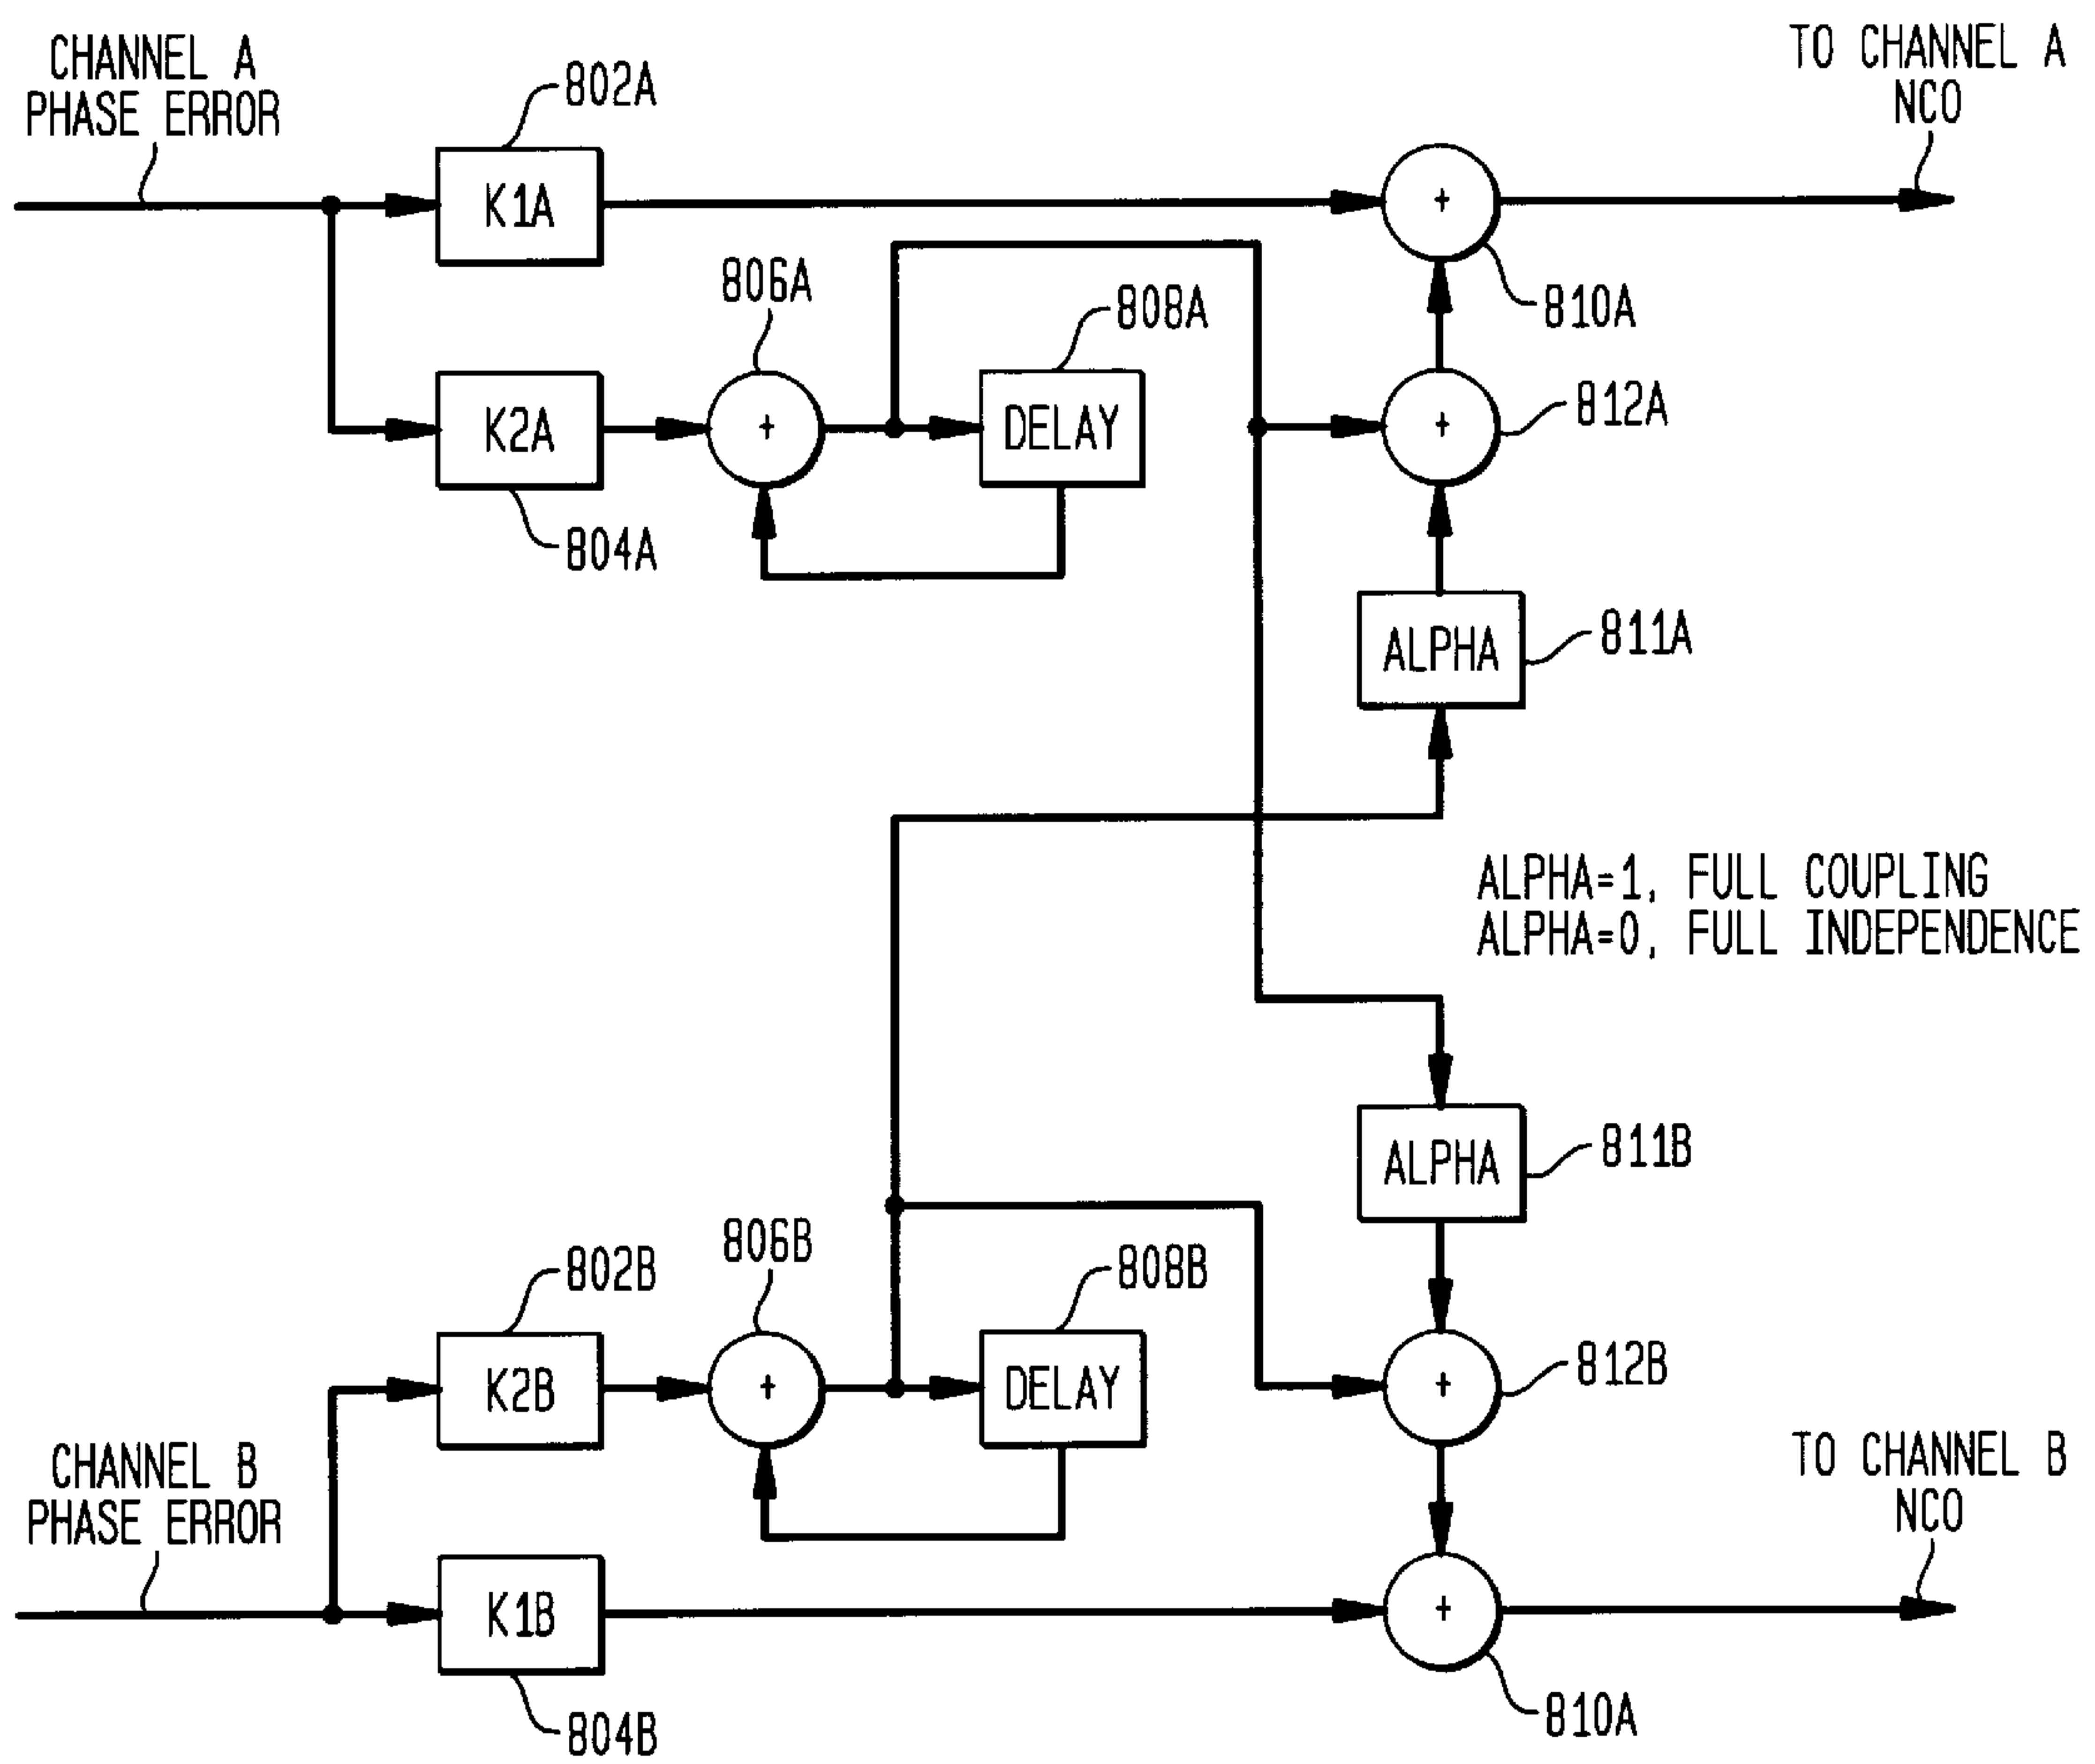 CHANNEL A
PHASE ERROR
802A
TO CHANNEL A
NCO
K1A
+
810A
806A
808A
K2A
+
DELAY
+
812A
804A
ALPHA
811A
ALPHA=1, FULL COUPLING
ALPHA=0, FULL INDEPENDENCE
ALPHA
811B
802B
806B
808B
K2B
+
DELAY
+
812B
CHANNEL B
PHASE ERROR
TO CHANNEL B
NCO
K1B
+
804B
810A